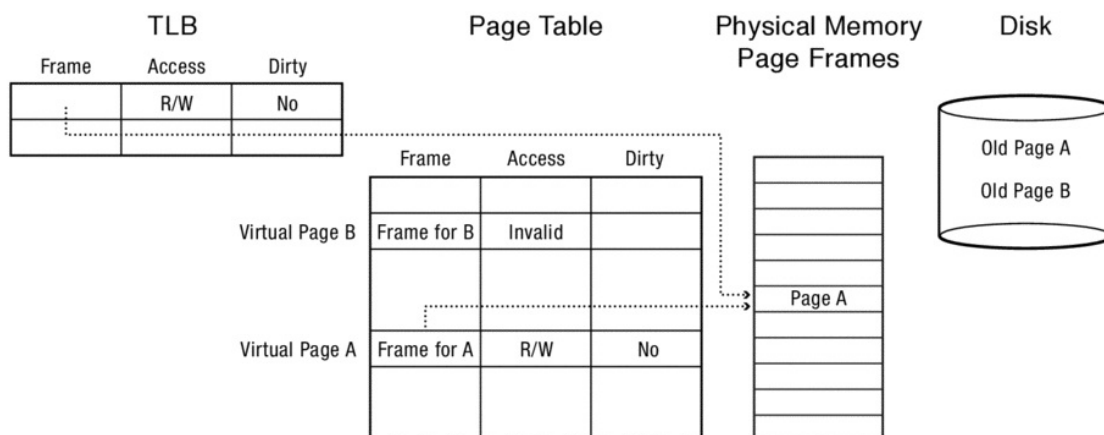 TLB
Page Table
Physical Memory
Page Frames
Disk
Frame Access Dirty
R/W No
Old Page A
Old Page B
Frame Access Dirty
Virtual Page B Frame for B Invalid
Page A
Virtual Page A Frame for A R/W No